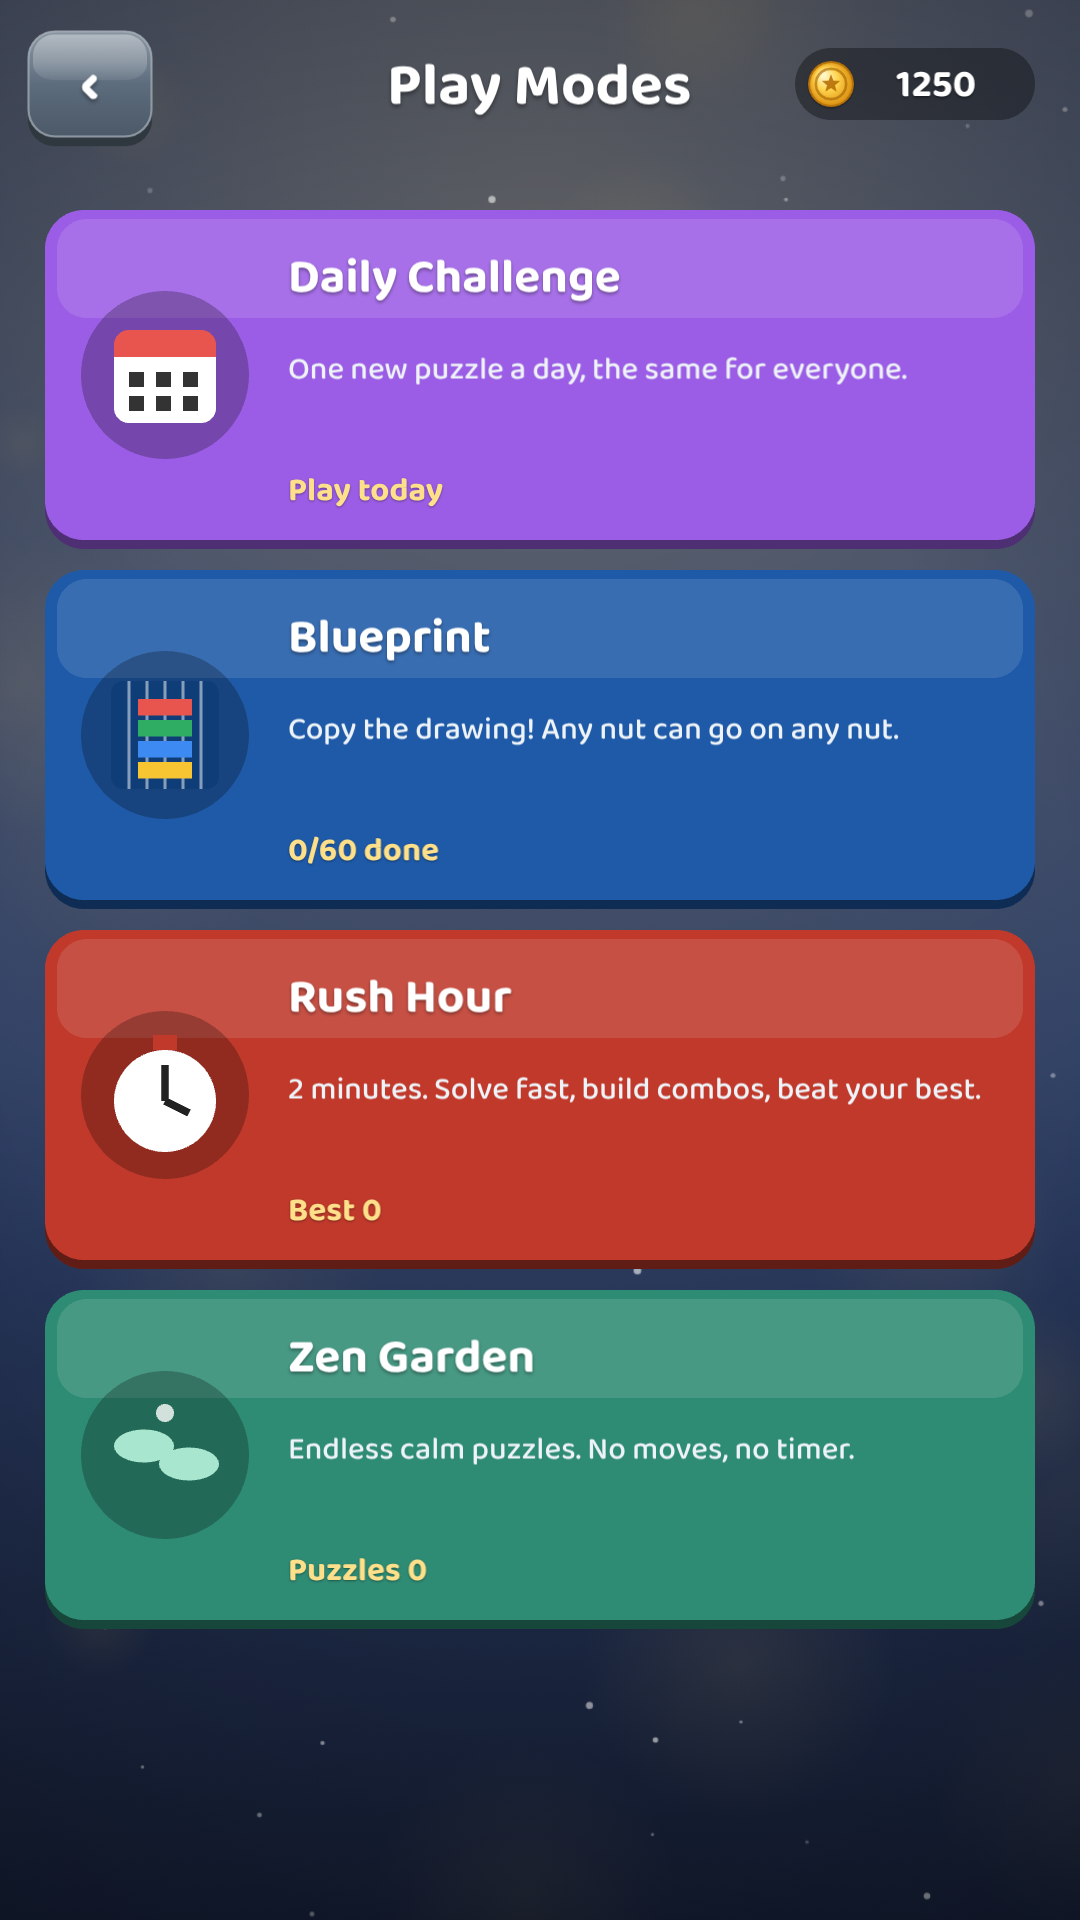 Play Modes
1250
Daily Challenge
One new puzzle a day, the same for everyone.
Play today
Blueprint
Copy the drawing! Any nut can go on any nut.
0/60 done
Rush Hour
2 minutes. Solve fast, build combos, beat your best.
Best 0
Zen Garden
Endless calm puzzles. No moves, no timer.
Puzzles 0